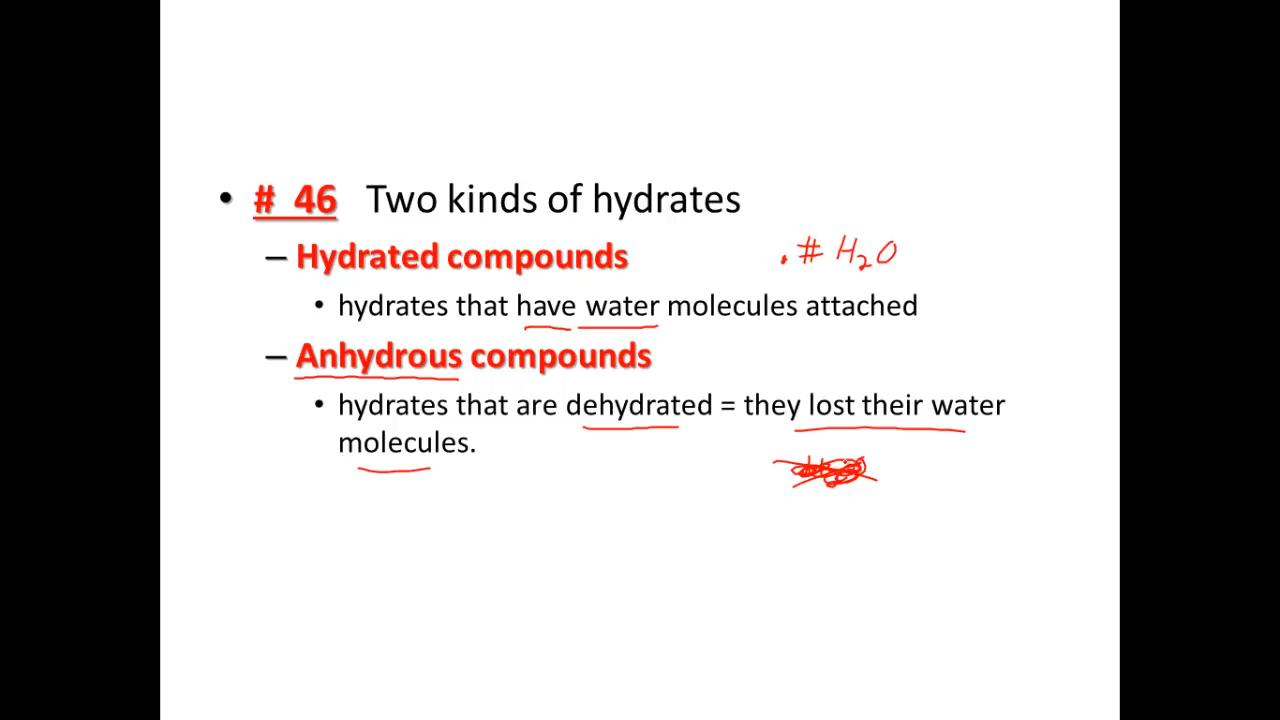 • # 46 Two kinds of hydrates
– Hydrated compounds . # H₂O
• hydrates that have water molecules attached
– Anhydrous compounds
• hydrates that are dehydrated = they lost their water
molecules.